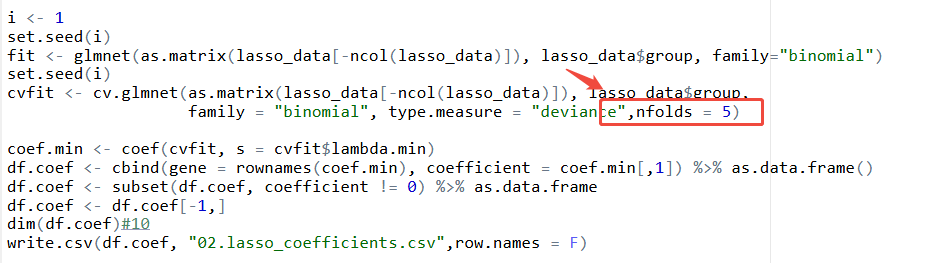 i <- 1
set.seed(i)
fit <- glmnet(as.matrix(lasso_data[-ncol(lasso_data)]), lasso_data$group, family="binomial")
set.seed(i)
cvfit <- cv.glmnet(as.matrix(lasso_data[-ncol(lasso_data)]), lasso_data$group,
family = "binomial", type.measure = "deviance",nfolds = 5)
coef.min <- coef(cvfit, s = cvfit$lambda.min)
df.coef <- cbind(gene = rownames(coef.min), coefficient = coef.min[,1]) %>% as.data.frame()
df.coef <- subset(df.coef, coefficient != 0) %>% as.data.frame
df.coef <- df.coef[-1,]
dim(df.coef)#10
write.csv(df.coef, "02.lasso_coefficients.csv",row.names = F)